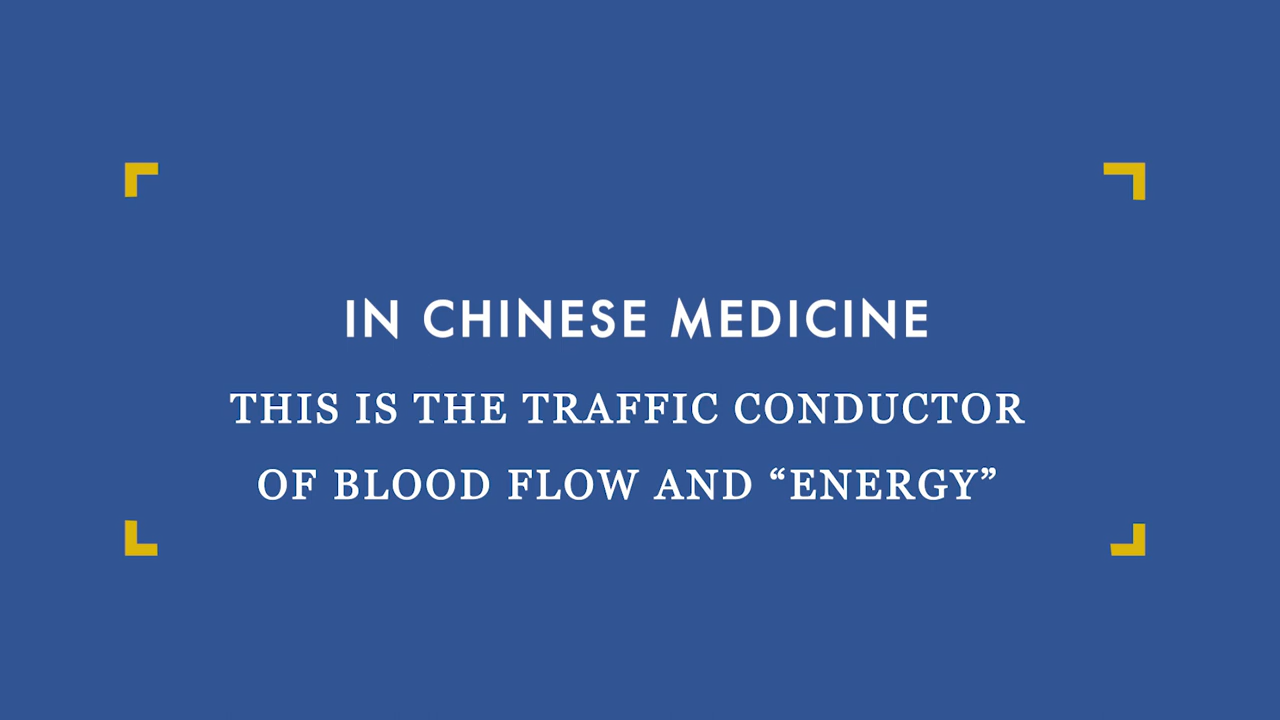 IN CHINESE MEDICINE
THIS IS THE TRAFFIC CONDUCTOR
OF BLOOD FLOW AND “ENERGY”